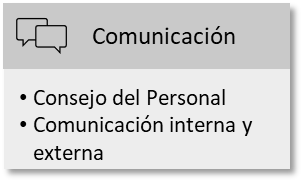 Comunicación
• Consejo del Personal
• Comunicación interna y
externa